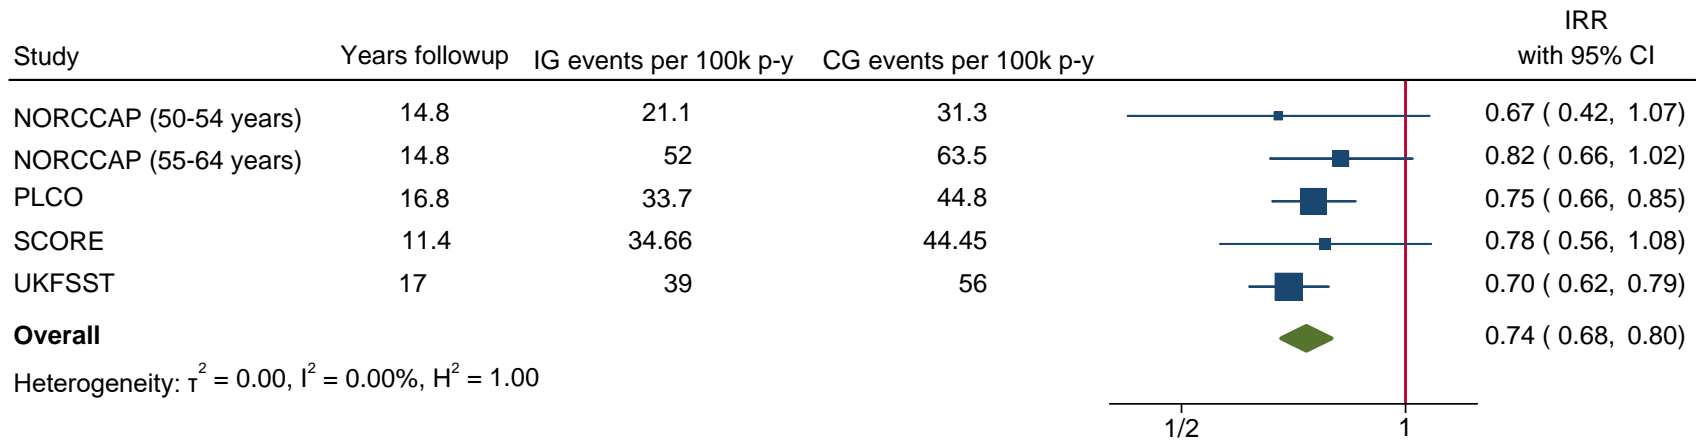 IRR
Study Years followup IG events per 100k p-y CG events per 100k p-y with 95% CI
NORCCAP (50-54 years) 14.8 21.1 31.3 0.67 ( 0.42, 1.07)
NORCCAP (55-64 years) 14.8 52 63.5 0.82 ( 0.66, 1.02)
PLCO 16.8 33.7 44.8 0.75 ( 0.66, 0.85)
SCORE 11.4 34.66 44.45 0.78 ( 0.56, 1.08)
UKFSST 17 39 56 0.70 ( 0.62, 0.79)
Overall 0.74 ( 0.68, 0.80)
Heterogeneity: τ² = 0.00, I² = 0.00%, H² = 1.00
1/2 1